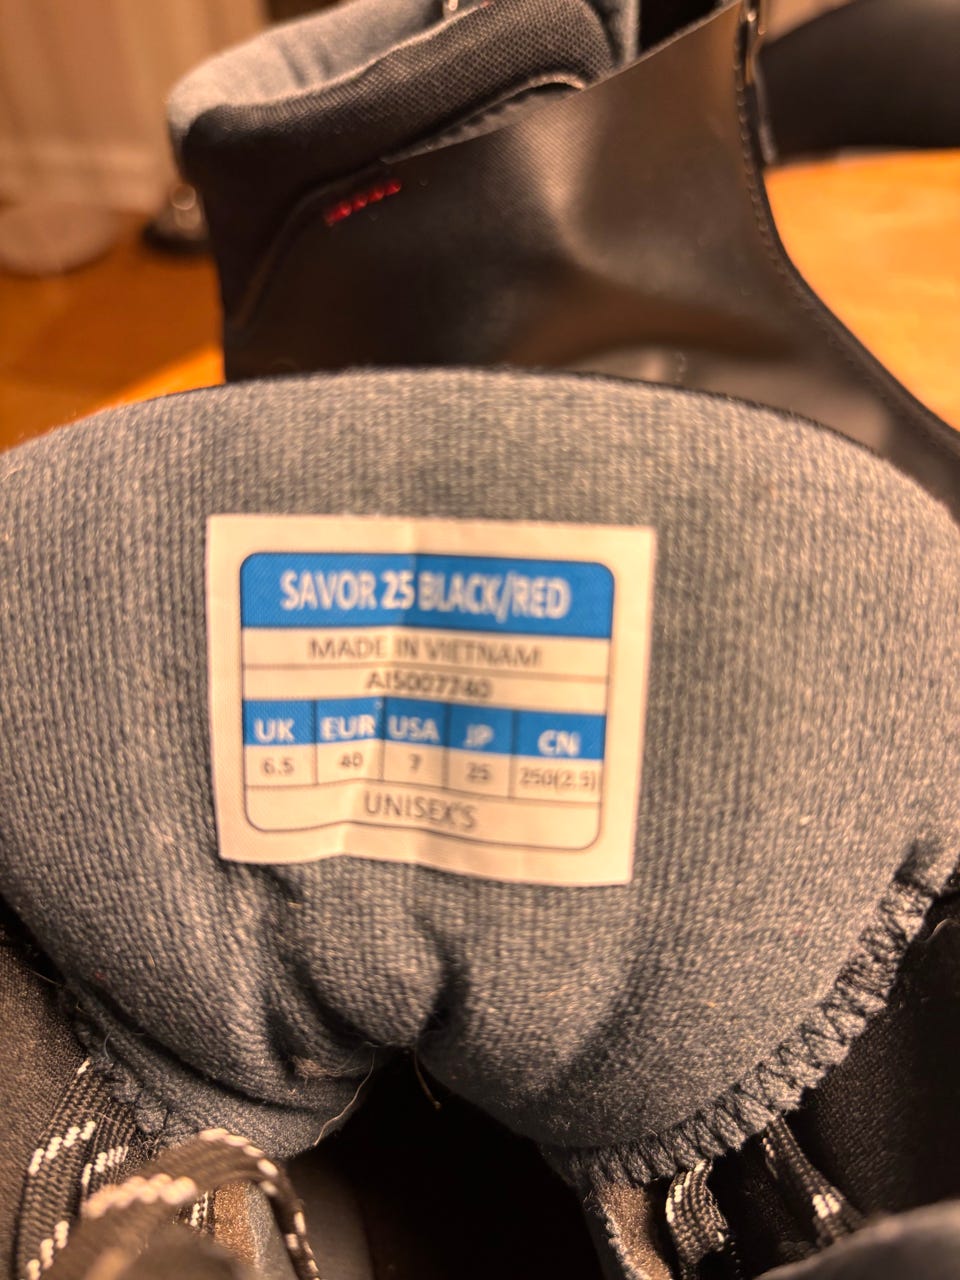 SAVOR 25 BLACK/RED
MADE IN VIETNAM
AI5007740
UK EUR USA JP CN
6.5 40 7 25 250(2.5)
UNISEX'S